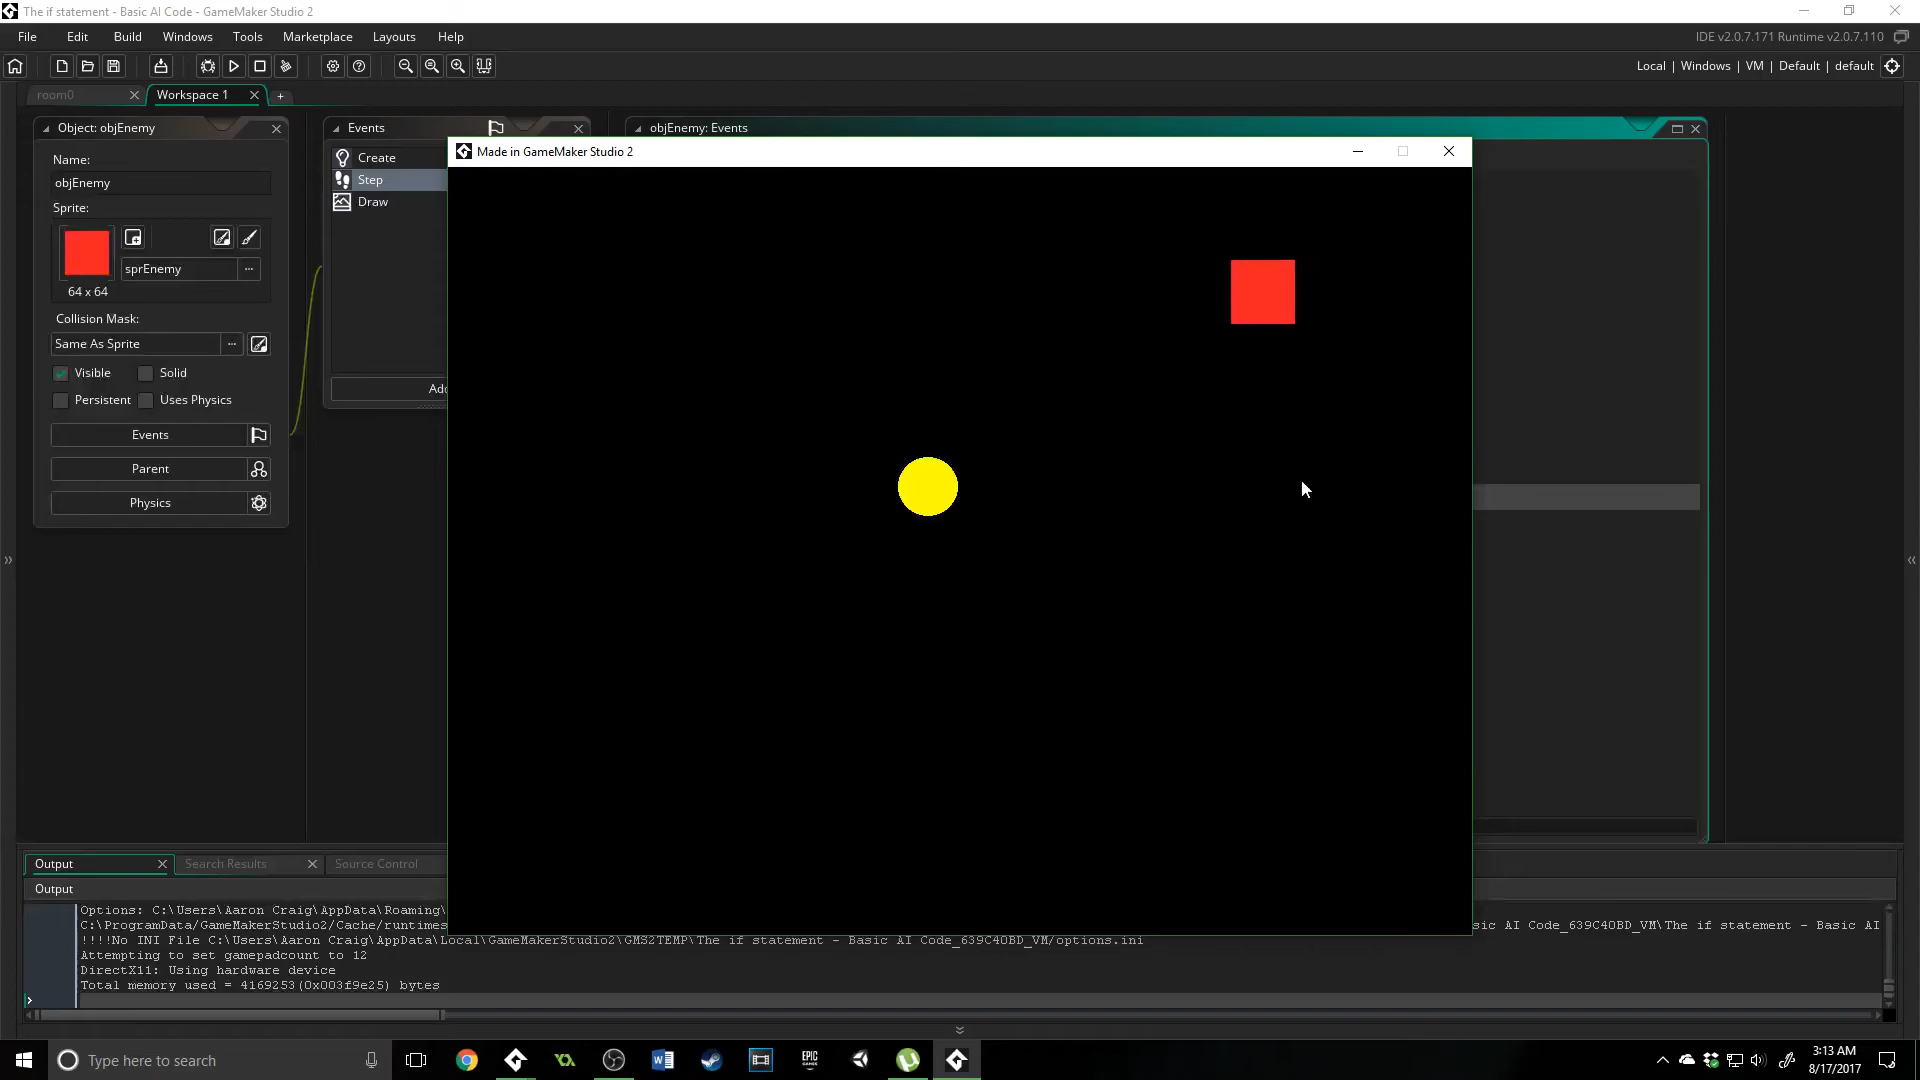 The if statement - Basic AI Code - GameMaker Studio 2
File Edit Build Windows Tools Marketplace Layouts Help
IDE v2.0.7.171 Runtime v2.0.7.110
Local | Windows | VM | Default | default
room0
Workspace 1
Object: objEnemy
Name:
objEnemy
Sprite:
sprEnemy
64 x 64
Collision Mask:
Same As Sprite
Visible
Solid
Persistent
Uses Physics
Events
Parent
Physics
Events
Create
Step
Draw
objEnemy: Events
Made in GameMaker Studio 2
Output
Search Results
Source Control
Output
Options: C:\Users\Aaron Craig\AppData\Roaming\
C:\ProgramData/GameMakerStudio2/Cache/runtimes
sic AI Code_639C40BD_VM\The if statement - Basic AI
!!!!No INI File C:\Users\Aaron Craig\AppData\Local\GameMakerStudio2\GMS2TEMP\The if statement - Basic AI Code_639C40BD_VM/options.ini
Attempting to set gamepadcount to 12
DirectX11: Using hardware device
Total memory used = 4169253(0x003f9e25) bytes
Type here to search
EPIC
GAMES
3:13 AM
8/17/2017